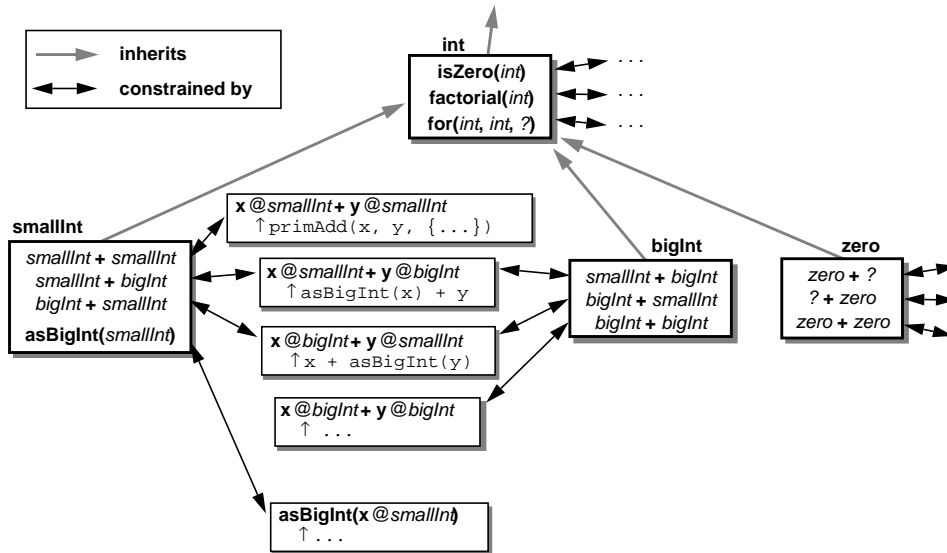 inherits
constrained by
int
isZero(int)
factorial(int)
for(int, int, ?)
. . .
. . .
. . .
smallInt
smallInt + smallInt
smallInt + bigInt
bigInt + smallInt
asBigInt(smallInt)
x @smallInt + y @smallInt
↑primAdd(x, y, {...})
x @smallInt + y @bigInt
↑asBigInt(x) + y
x @bigInt + y @smallInt
↑x + asBigInt(y)
x @bigInt + y @bigInt
↑ ...
asBigInt(x @smallInt)
↑ ...
bigInt
smallInt + bigInt
bigInt + smallInt
bigInt + bigInt
zero
zero + ?
? + zero
zero + zero